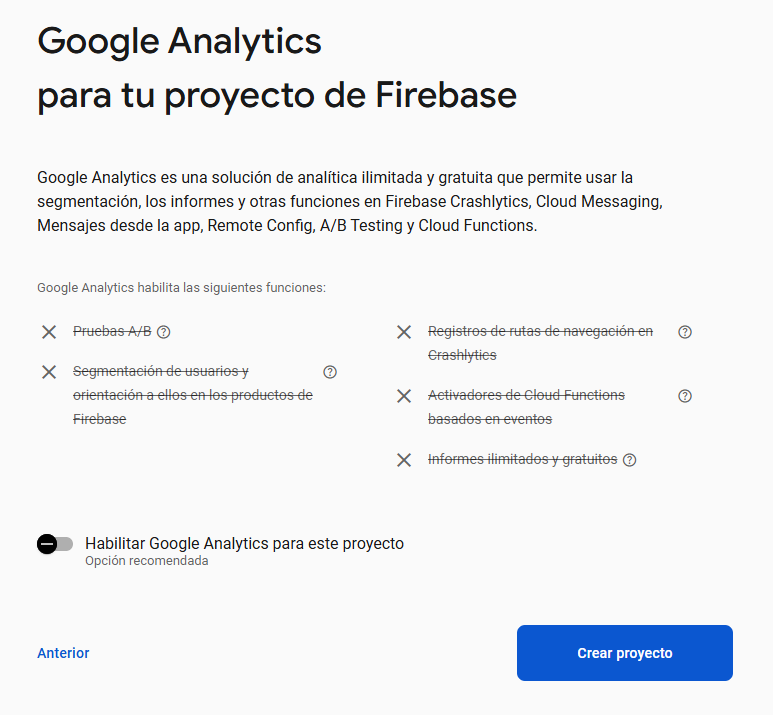 Google Analytics
para tu proyecto de Firebase
Google Analytics es una solución de analítica ilimitada y gratuita que permite usar la
segmentación, los informes y otras funciones en Firebase Crashlytics, Cloud Messaging,
Mensajes desde la app, Remote Config, A/B Testing y Cloud Functions.
Google Analytics habilita las siguientes funciones:
Pruebas A/B
Segmentación de usuarios y
orientación a ellos en los productos de
Firebase
Registros de rutas de navegación en
Crashlytics
Activadores de Cloud Functions
basados en eventos
Informes ilimitados y gratuitos
Habilitar Google Analytics para este proyecto
Opción recomendada
Anterior
Crear proyecto